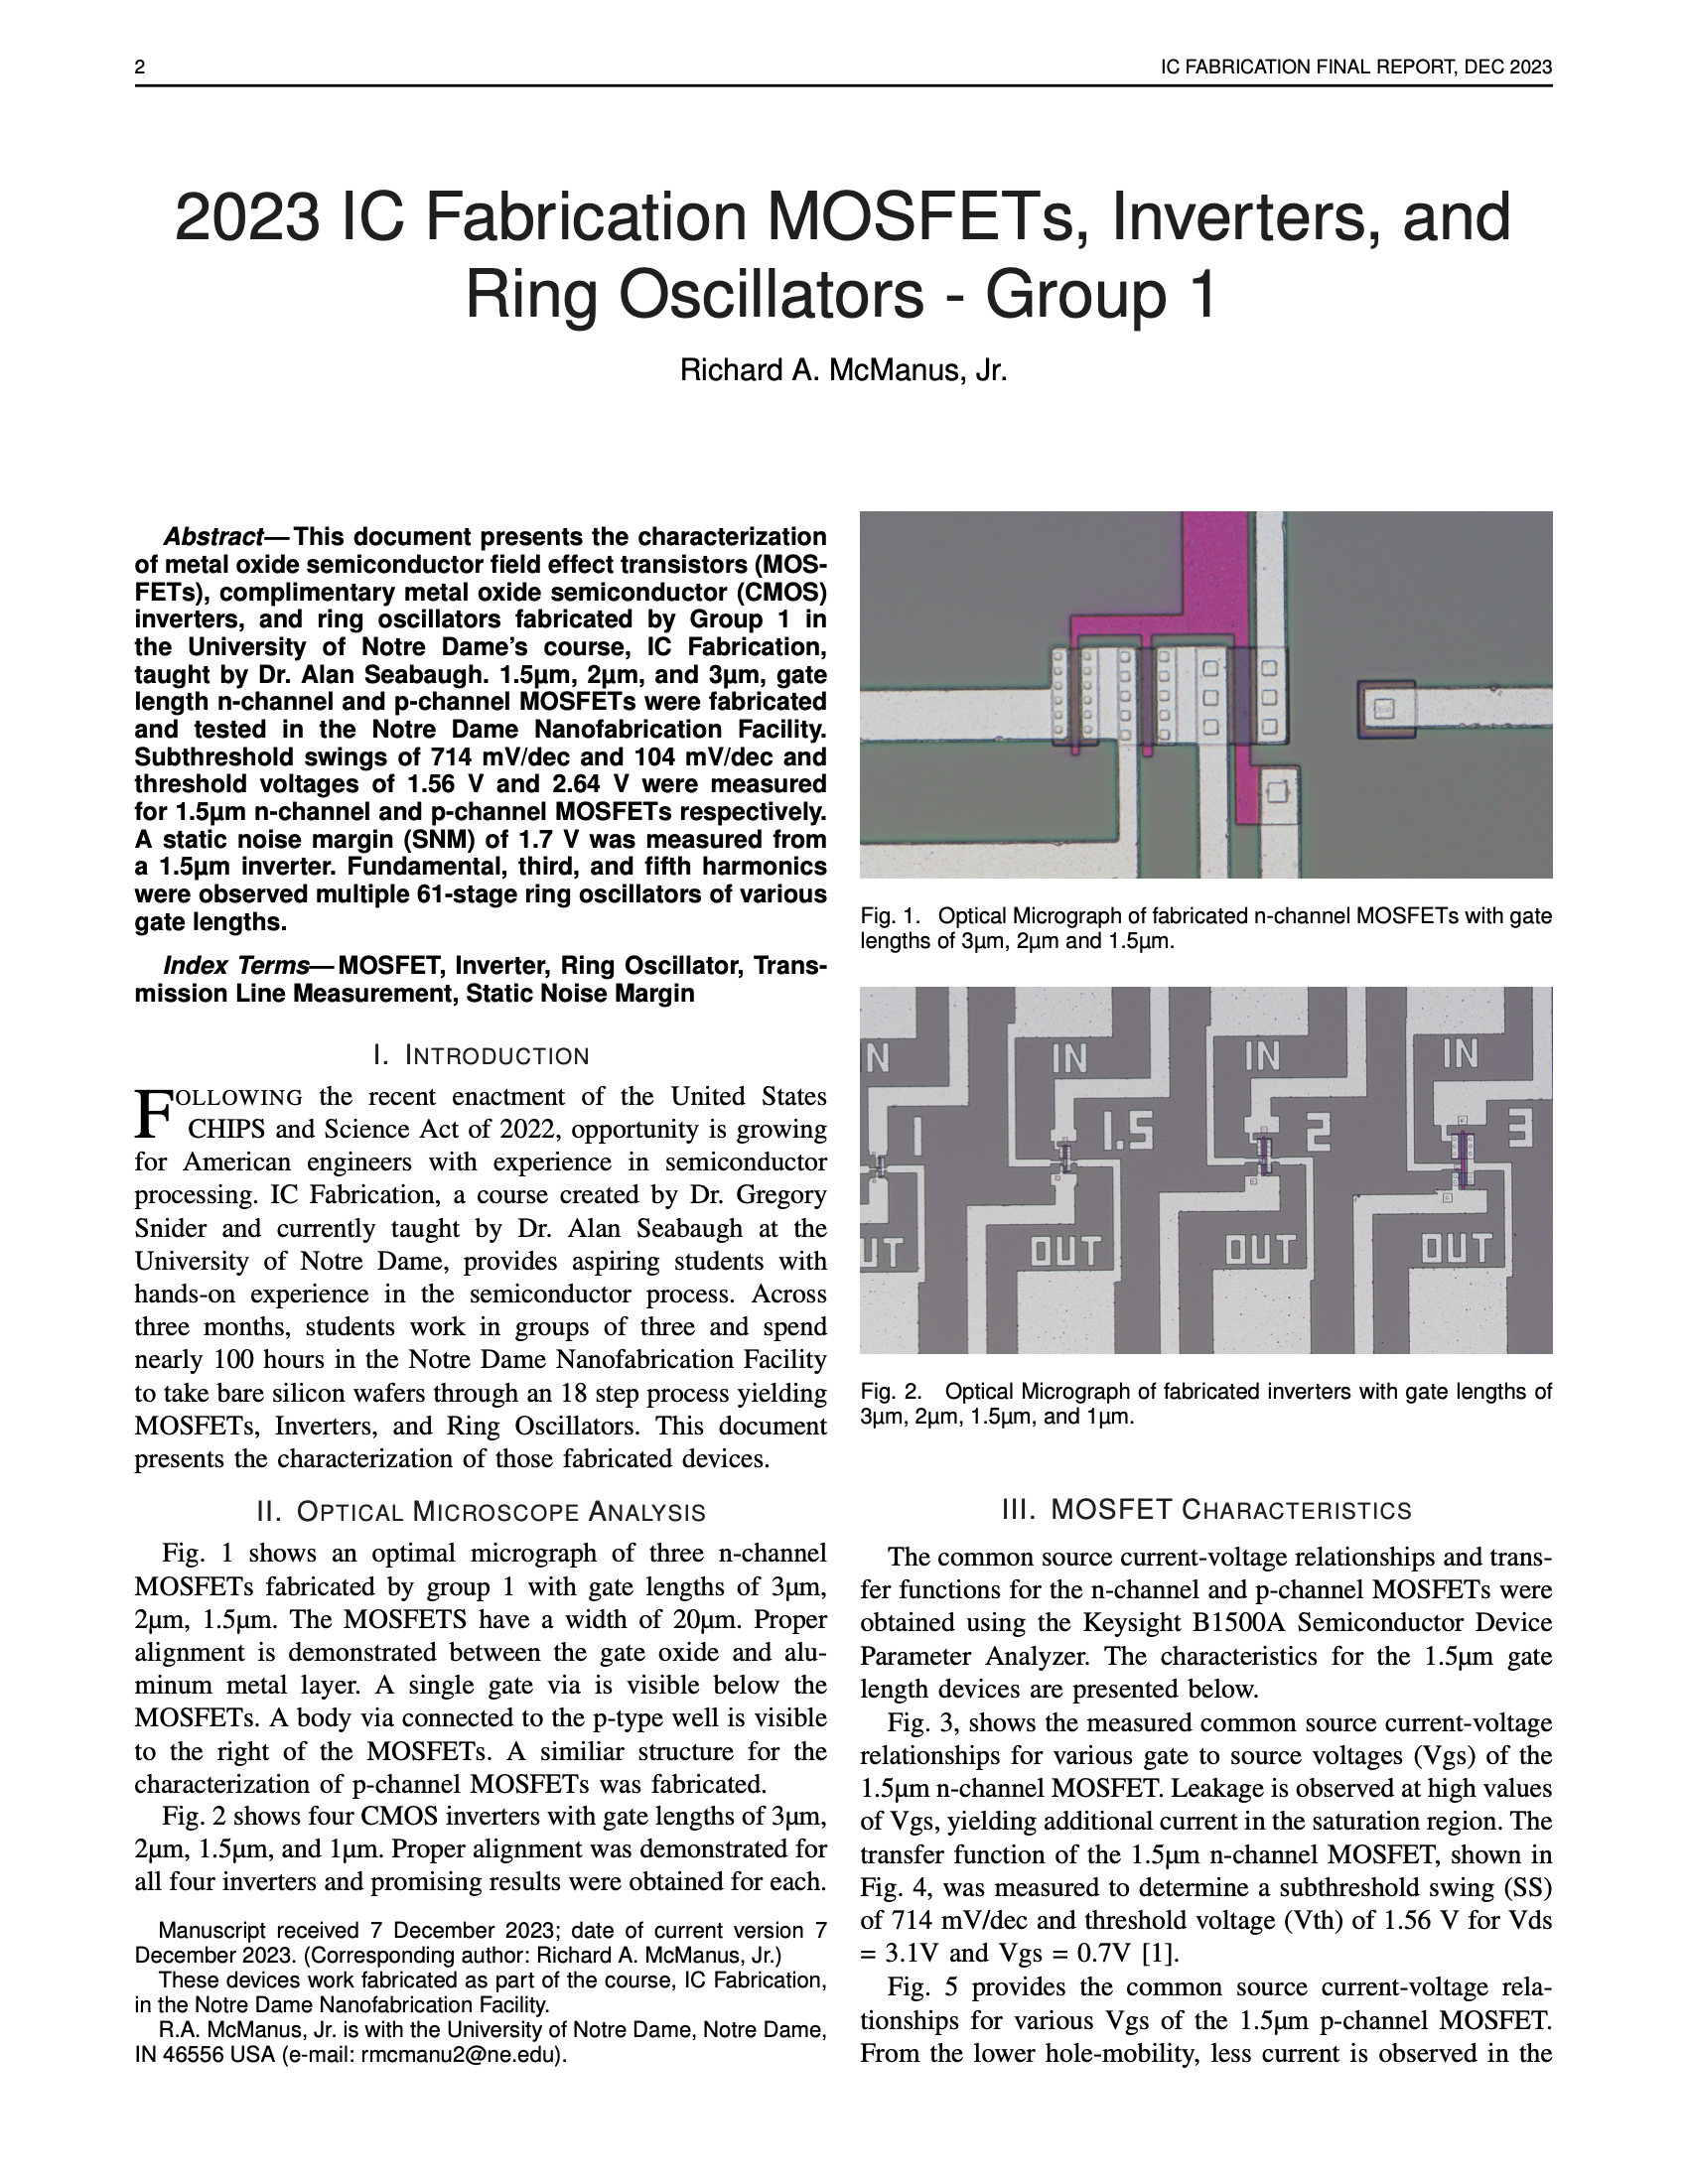 2
IC FABRICATION FINAL REPORT, DEC 2023
2023 IC Fabrication MOSFETs, Inverters, and
Ring Oscillators - Group 1
Richard A. McManus, Jr.
Abstract—This document presents the characterization
of metal oxide semiconductor field effect transistors (MOS-
FETs), complimentary metal oxide semiconductor (CMOS)
inverters, and ring oscillators fabricated by Group 1 in
the University of Notre Dame's course, IC Fabrication,
taught by Dr. Alan Seabaugh. 1.5µm, 2µm, and 3µm, gate
length n-channel and p-channel MOSFETs were fabricated
and tested in the Notre Dame Nanofabrication Facility.
Subthreshold swings of 714 mV/dec and 104 mV/dec and
threshold voltages of 1.56 V and 2.64 V were measured
for 1.5µm n-channel and p-channel MOSFETs respectively.
A static noise margin (SNM) of 1.7 V was measured from
a 1.5µm inverter. Fundamental, third, and fifth harmonics
were observed multiple 61-stage ring oscillators of various
gate lengths.
Index Terms—MOSFET, Inverter, Ring Oscillator, Trans-
mission Line Measurement, Static Noise Margin
I. INTRODUCTION
FOLLOWING the recent enactment of the United States
CHIPS and Science Act of 2022, opportunity is growing
for American engineers with experience in semiconductor
processing. IC Fabrication, a course created by Dr. Gregory
Snider and currently taught by Dr. Alan Seabaugh at the
University of Notre Dame, provides aspiring students with
hands-on experience in the semiconductor process. Across
three months, students work in groups of three and spend
nearly 100 hours in the Notre Dame Nanofabrication Facility
to take bare silicon wafers through an 18 step process yielding
MOSFETs, Inverters, and Ring Oscillators. This document
presents the characterization of those fabricated devices.
II. OPTICAL MICROSCOPE ANALYSIS
Fig. 1 shows an optimal micrograph of three n-channel
MOSFETs fabricated by group 1 with gate lengths of 3µm,
2µm, 1.5µm. The MOSFETS have a width of 20µm. Proper
alignment is demonstrated between the gate oxide and alu-
minum metal layer. A single gate via is visible below the
MOSFETs. A body via connected to the p-type well is visible
to the right of the MOSFETs. A similiar structure for the
characterization of p-channel MOSFETs was fabricated.
Fig. 2 shows four CMOS inverters with gate lengths of 3µm,
2µm, 1.5µm, and 1µm. Proper alignment was demonstrated for
all four inverters and promising results were obtained for each.
Manuscript received 7 December 2023; date of current version 7
December 2023. (Corresponding author: Richard A. McManus, Jr.)
These devices work fabricated as part of the course, IC Fabrication,
in the Notre Dame Nanofabrication Facility.
R.A. McManus, Jr. is with the University of Notre Dame, Notre Dame,
IN 46556 USA (e-mail: rmcmanu2@ne.edu).
Fig. 1. Optical Micrograph of fabricated n-channel MOSFETs with gate
lengths of 3µm, 2µm and 1.5µm.
N IN IN IN
1 1.5 2 3
UT OUT OUT OUT
Fig. 2. Optical Micrograph of fabricated inverters with gate lengths of
3µm, 2µm, 1.5µm, and 1µm.
III. MOSFET CHARACTERISTICS
The common source current-voltage relationships and trans-
fer functions for the n-channel and p-channel MOSFETs were
obtained using the Keysight B1500A Semiconductor Device
Parameter Analyzer. The characteristics for the 1.5µm gate
length devices are presented below.
Fig. 3, shows the measured common source current-voltage
relationships for various gate to source voltages (Vgs) of the
1.5µm n-channel MOSFET. Leakage is observed at high values
of Vgs, yielding additional current in the saturation region. The
transfer function of the 1.5µm n-channel MOSFET, shown in
Fig. 4, was measured to determine a subthreshold swing (SS)
of 714 mV/dec and threshold voltage (Vth) of 1.56 V for Vds
= 3.1V and Vgs = 0.7V [1].
Fig. 5 provides the common source current-voltage rela-
tionships for various Vgs of the 1.5µm p-channel MOSFET.
From the lower hole-mobility, less current is observed in the